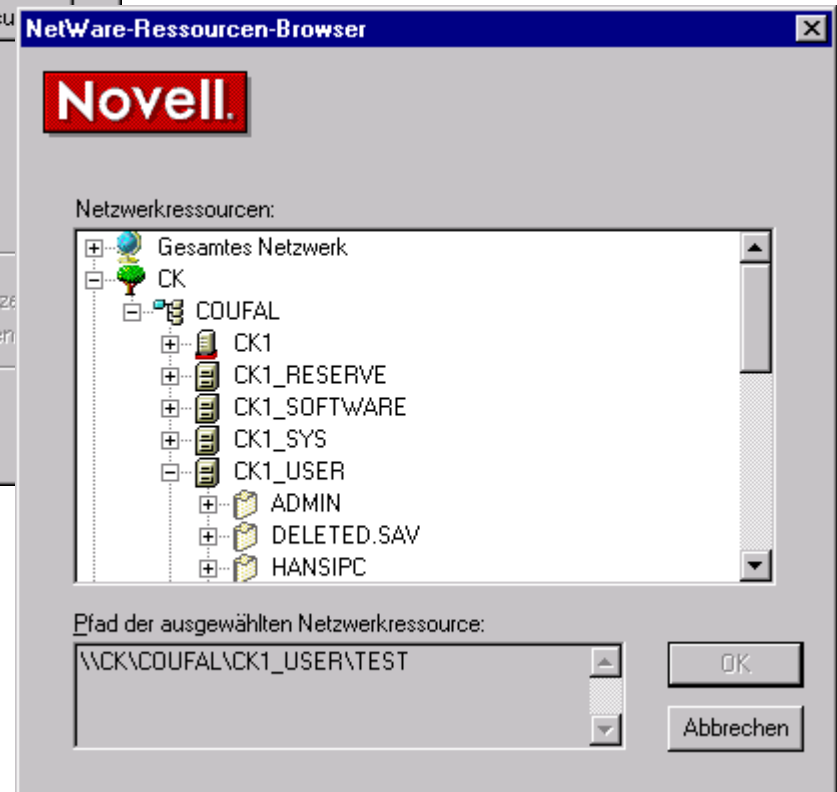 NetWare-Ressourcen-Browser
Novell.
Netzwerkressourcen:
Gesamtes Netzwerk
CK
COUFAL
CK1
CK1_RESERVE
CK1_SOFTWARE
CK1_SYS
CK1_USER
ADMIN
DELETED.SAV
HANSIPC
Pfad der ausgewählten Netzwerkressource:
\\CK\COUFAL\CK1_USER\TEST
OK
Abbrechen